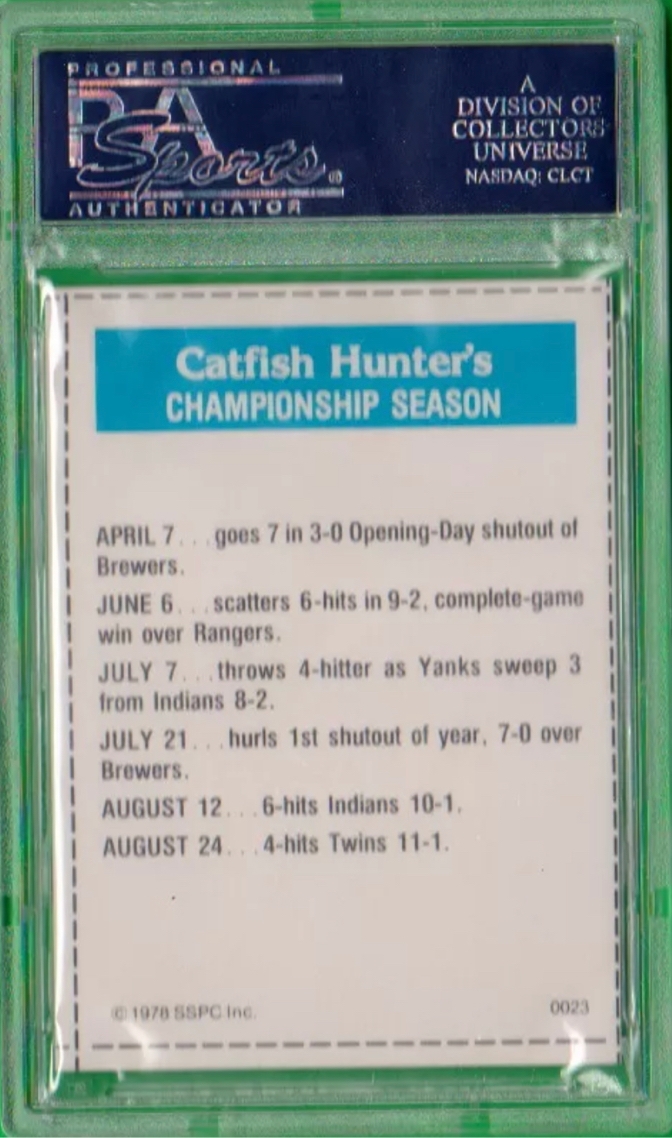 PROFESSIONAL
PSA
Sports®
AUTHENTICATOR
A
DIVISION OF
COLLECTORS
UNIVERSE
NASDAQ: CLCT
Catfish Hunter's
CHAMPIONSHIP SEASON
APRIL 7. . . goes 7 in 3-0 Opening-Day shutout of
Brewers.
JUNE 6. . . scatters 6-hits in 9-2, complete-game
win over Rangers.
JULY 7. . . throws 4-hitter as Yanks sweep 3
from Indians 8-2.
JULY 21. . . hurls 1st shutout of year, 7-0 over
Brewers.
AUGUST 12. . . 6-hits Indians 10-1.
AUGUST 24. . . 4-hits Twins 11-1.
© 1978 SSPC Inc.
0023